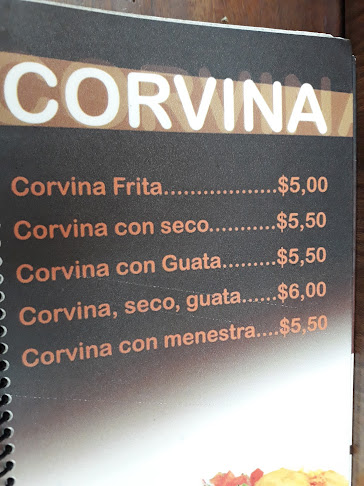 CORVINA
Corvina Frita..................$5,00
Corvina con seco..........$5,50
Corvina con Guata.........$5,50
Corvina, seco, guata......$6,00
Corvina con menestra....$5,50